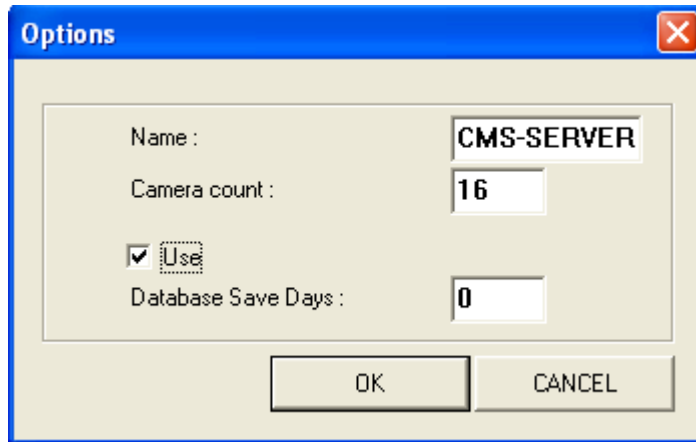 Options
Name : CMS-SERVER
Camera count : 16
Use
Database Save Days : 0
OK CANCEL